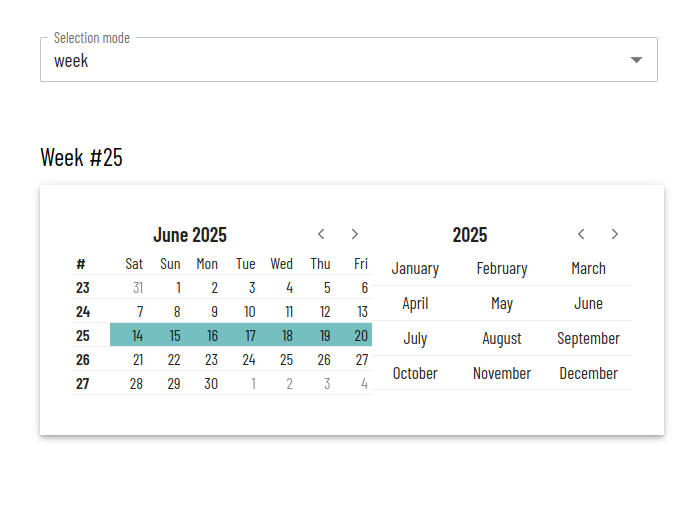 Selection mode
week
Week #25
June 2025
# Sat Sun Mon Tue Wed Thu Fri
23 31 1 2 3 4 5 6
24 7 8 9 10 11 12 13
25 14 15 16 17 18 19 20
26 21 22 23 24 25 26 27
27 28 29 30 1 2 3 4
2025
January February March
April May June
July August September
October November December